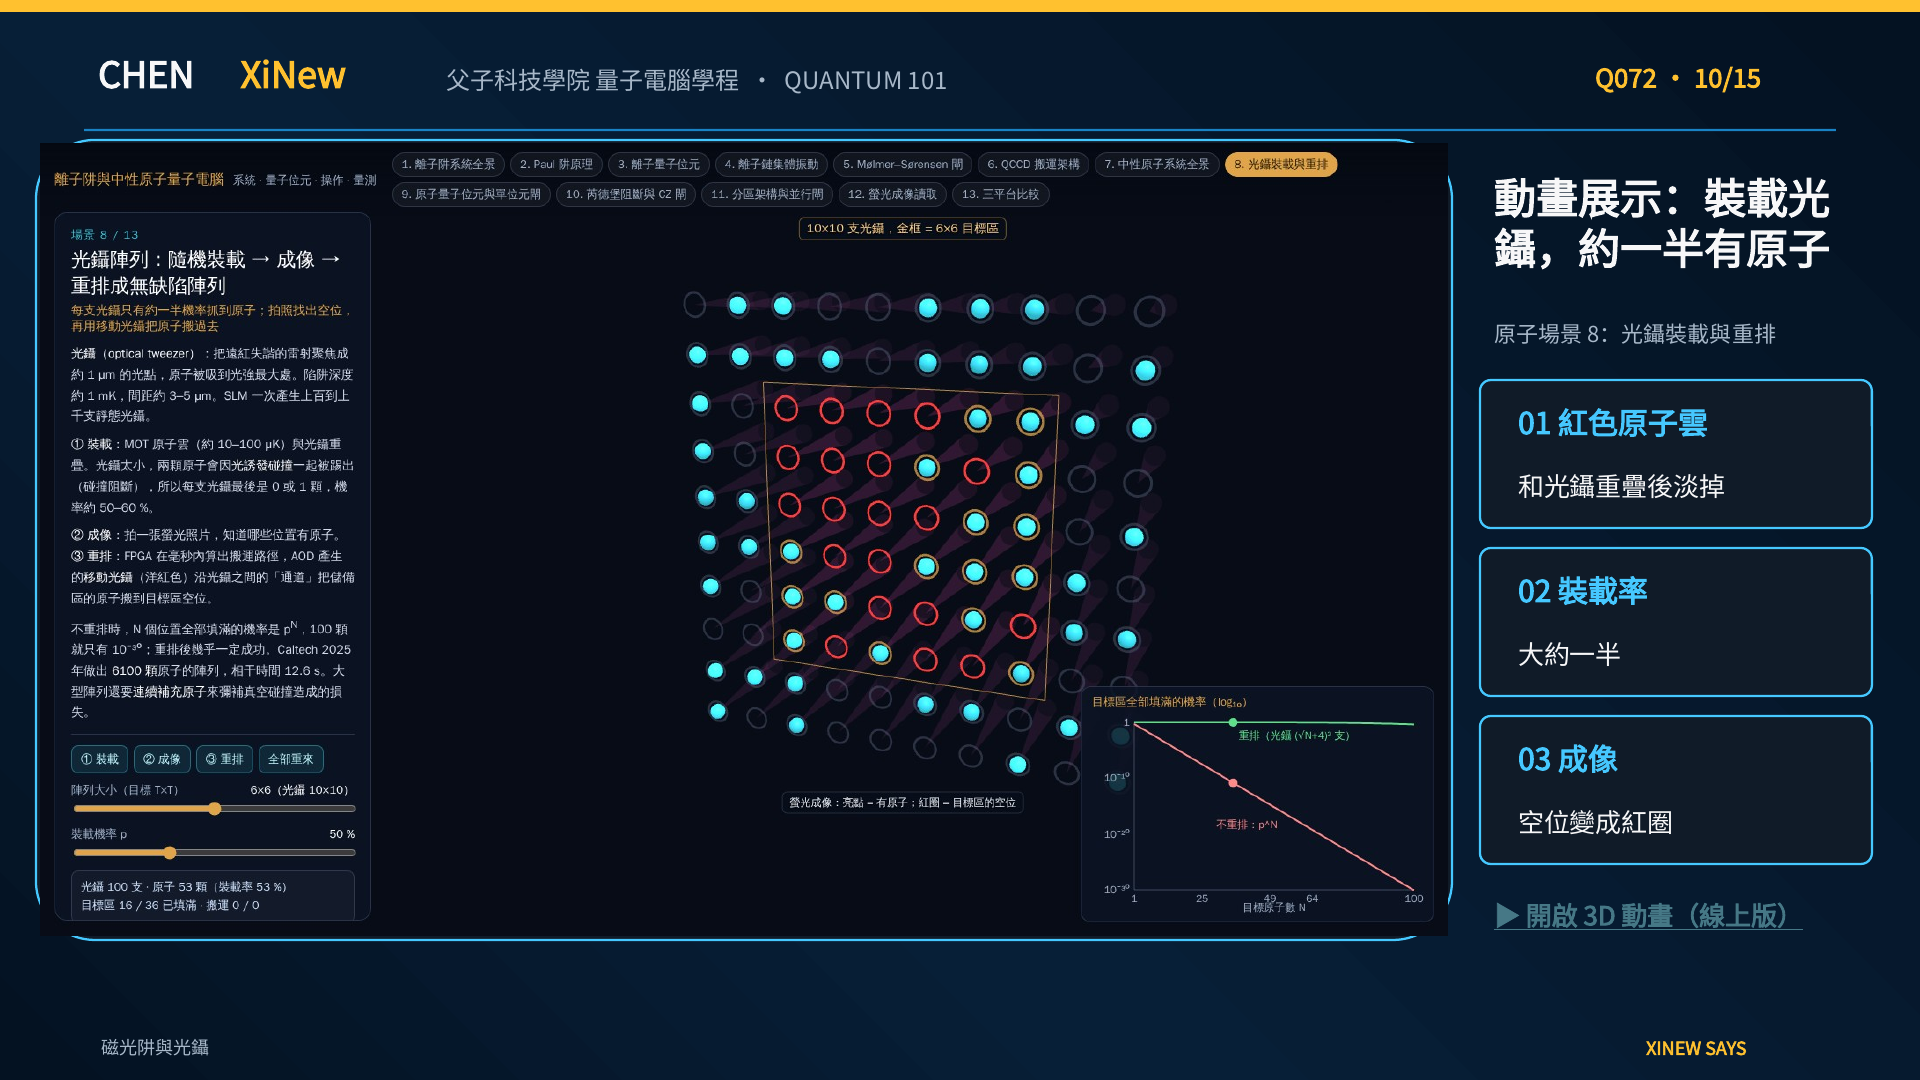 CHEN XiNew 父子科技學院 量子電腦學程 · QUANTUM 101 Q072 · 10/15
離子阱與中性原子量子電腦 系統 · 量子位元 · 操作 · 量測
1. 離子阱系統全景 2. Paul 阱原理 3. 離子量子位元 4. 離子鏈集體振動 5. Mølmer–Sørensen 閘 6. QCCD 搬運架構 7. 中性原子系統全景 8. 光鑷裝載與重排
9. 原子量子位元與單位元閘 10. 芮德堡阻斷與 CZ 閘 11. 分區架構與並行閘 12. 螢光成像讀取 13. 三平台比較
場景 8 / 13
光鑷陣列：隨機裝載 → 成像 →
重排成無缺陷陣列
每支光鑷只有約一半機率抓到原子；拍照找出空位，
再用移動光鑷把原子搬過去
光鑷（optical tweezer）：把遠紅失諧的雷射聚焦成
約 1 μm 的光點，原子被吸到光強最大處。陷阱深度
約 1 mK，間距約 3–5 μm。SLM 一次產生上百到上
千支靜態光鑷。
① 裝載：MOT 原子雲（約 10–100 μK）與光鑷重
疊。光鑷太小，兩顆原子會因光誘發碰撞一起被踢出
（碰撞阻斷），所以每支光鑷最後是 0 或 1 顆，機
率約 50–60 %。
② 成像：拍一張螢光照片，知道哪些位置有原子。
③ 重排：FPGA 在毫秒內算出搬運路徑，AOD 產生
的移動光鑷（洋紅色）沿光鑷之間的「通道」把儲備
區的原子搬到目標區空位。
不重排時，N 個位置全部填滿的機率是 pᴺ，100 顆
就只有 10⁻³⁰；重排後幾乎一定成功。Caltech 2025
年做出 6100 顆原子的陣列，相干時間 12.6 s。大
型陣列還要連續補充原子來彌補真空碰撞造成的損
失。
① 裝載 ② 成像 ③ 重排 全部重來
陣列大小（目標 T×T） 6×6（光鑷 10×10）
裝載機率 p 50 %
光鑷 100 支 · 原子 53 顆（裝載率 53 %）
目標區 16 / 36 已填滿 · 搬運 0 / 0
10×10 支光鑷，金框 = 6×6 目標區
螢光成像：亮點 = 有原子；紅圈 = 目標區的空位
目標區全部填滿的機率（log₁₀）
1
重排（光鑷 (√N+4)² 支）
10⁻¹⁰
不重排：p^N
10⁻²⁰
10⁻³⁰
1 25 49 64 100
目標原子數 N
動畫展示：裝載光
鑷，約一半有原子
原子場景 8：光鑷裝載與重排
01 紅色原子雲
和光鑷重疊後淡掉
02 裝載率
大約一半
03 成像
空位變成紅圈
▶ 開啟 3D 動畫（線上版）
磁光阱與光鑷
XINEW SAYS